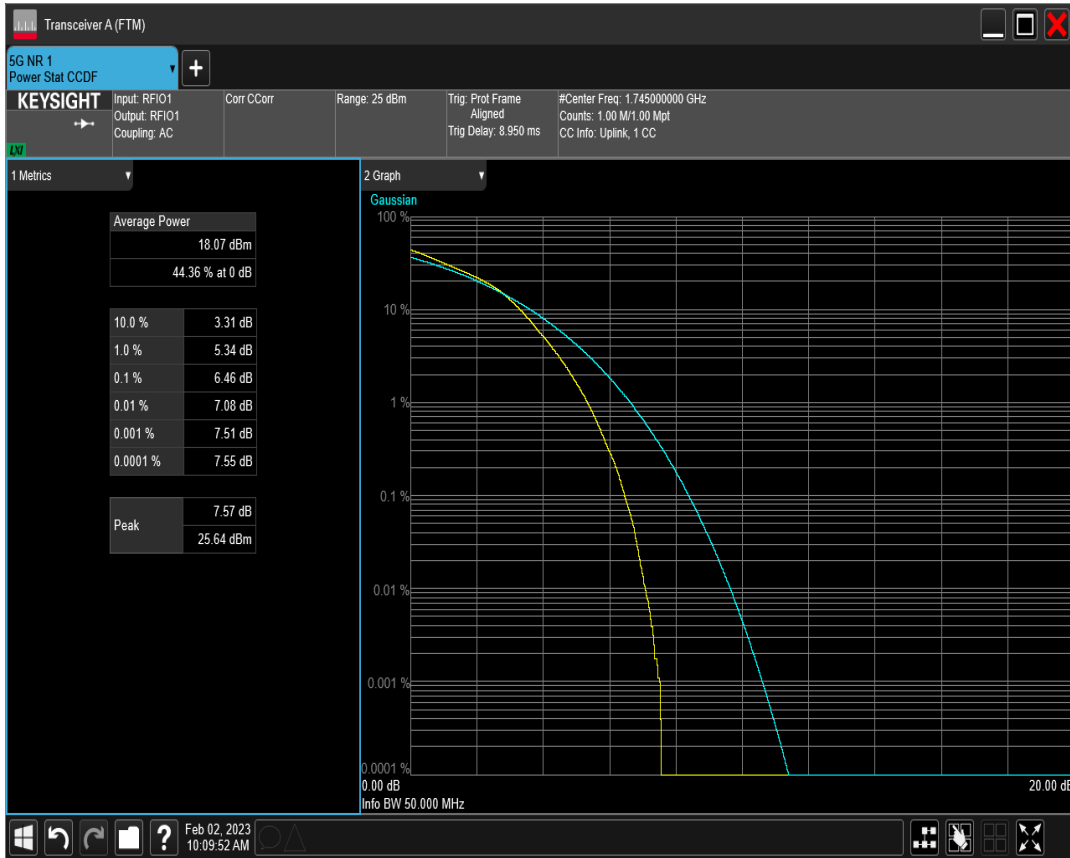 Transceiver A (FTM)
5G NR 1
Power Stat CCDF
+
KEYSIGHT
LXI
Input: RFIO1
Output: RFIO1
Coupling: AC
Corr CCorr
Range: 25 dBm
Trig: Prot Frame
Aligned
Trig Delay: 8.950 ms
#Center Freq: 1.745000000 GHz
Counts: 1.00 M/1.00 Mpt
CC Info: Uplink, 1 CC
1 Metrics
Average Power
18.07 dBm
44.36 % at 0 dB
10.0 % 3.31 dB
1.0 % 5.34 dB
0.1 % 6.46 dB
0.01 % 7.08 dB
0.001 % 7.51 dB
0.0001 % 7.55 dB
Peak 7.57 dB
25.64 dBm
2 Graph
Gaussian
100 %
10 %
1 %
0.1 %
0.01 %
0.001 %
0.0001 %
0.00 dB 20.00 dB
Info BW 50.000 MHz
?
Feb 02, 2023
10:09:52 AM